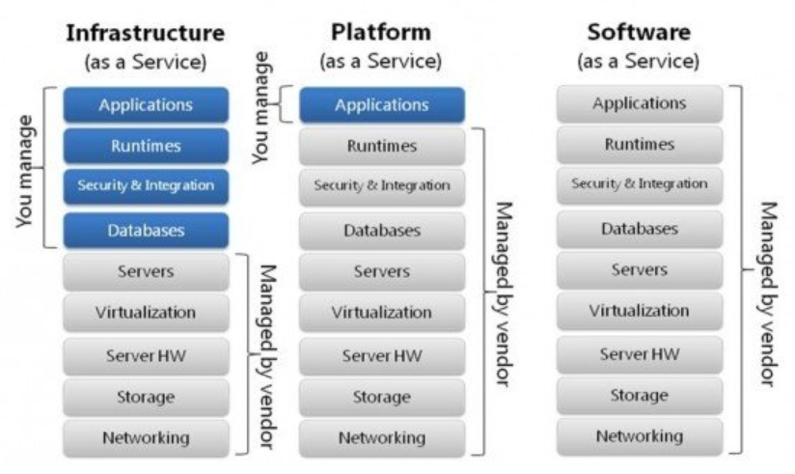 Infrastructure
(as a Service)
You manage
Applications
Runtimes
Security & Integration
Databases
Servers
Virtualization
Server HW
Storage
Networking
Managed by vendor
Platform
(as a Service)
You manage
Applications
Runtimes
Security & Integration
Databases
Servers
Virtualization
Server HW
Storage
Networking
Managed by vendor
Software
(as a Service)
Applications
Runtimes
Security & Integration
Databases
Servers
Virtualization
Server HW
Storage
Networking
Managed by vendor